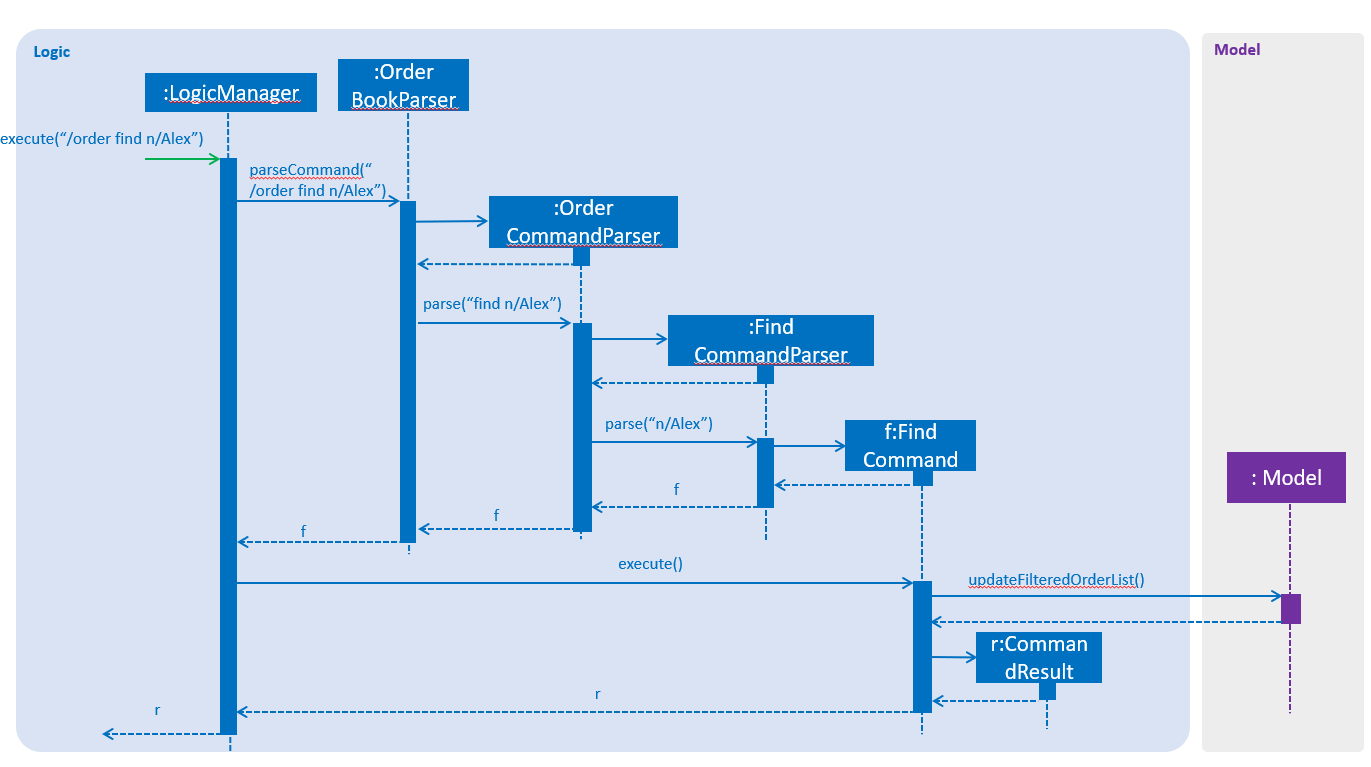 Logic
Model
:Order
BookParser
:LogicManager
execute(“/order find n/Alex”)
parseCommand(“
/order find n/Alex”)
:Order
CommandParser
parse(“find n/Alex”)
:Find
CommandParser
parse(“n/Alex”)
f:Find
Command
: Model
f
f
f
execute()
updateFilteredOrderList()
r:Comman
dResult
r
r